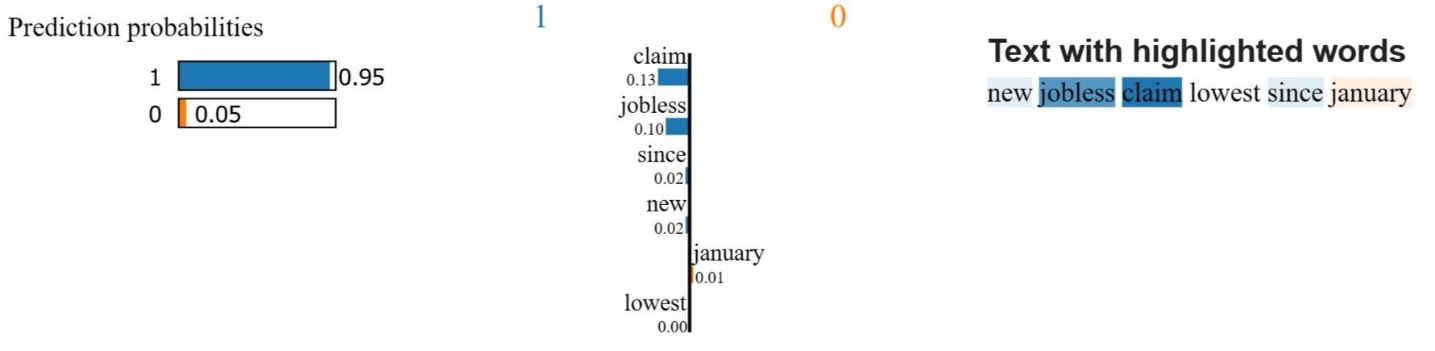 Prediction probabilities
1 0.95
0 0.05
1 0
claim
0.13
jobless
0.10
since
0.02
new
0.02
january
0.01
lowest
0.00
Text with highlighted words
new jobless claim lowest since january